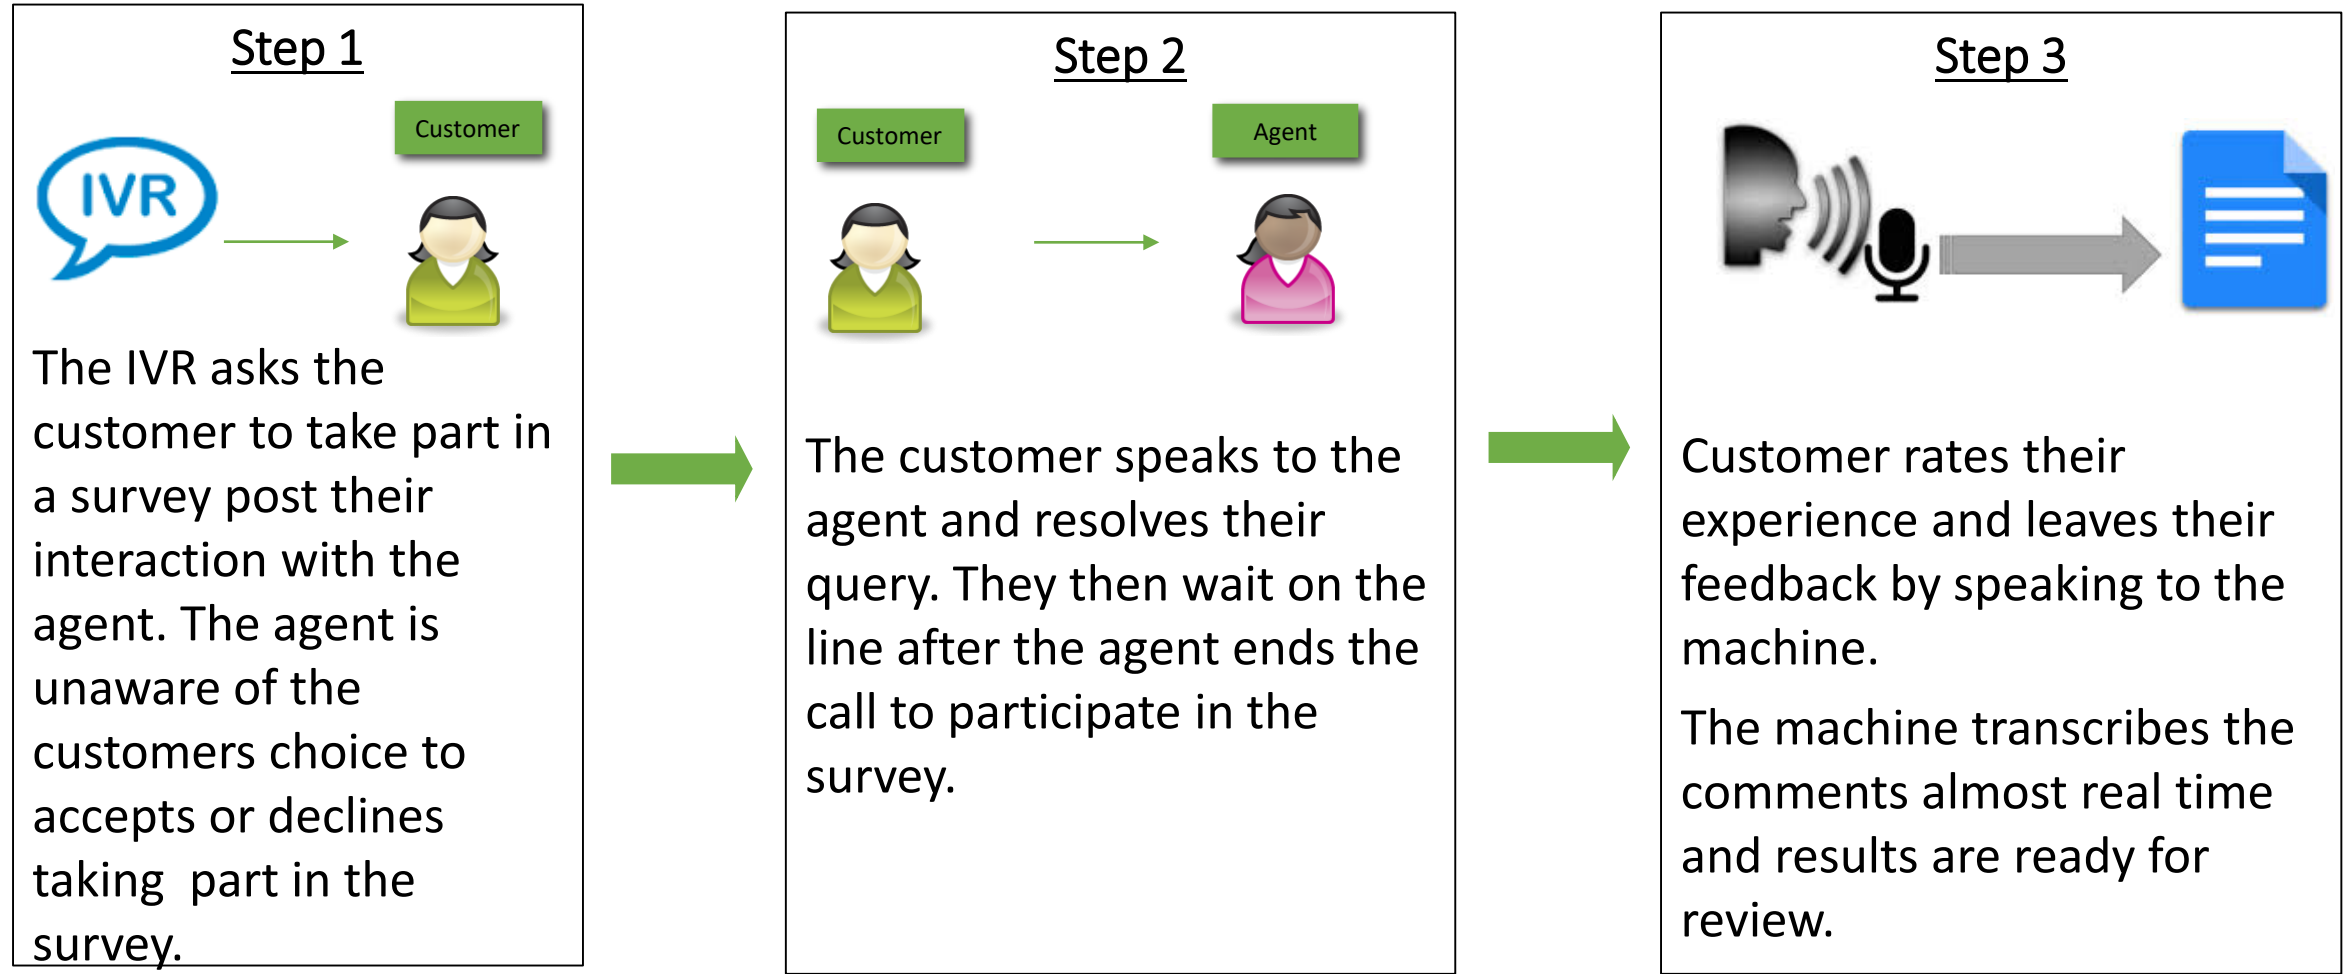 Step 1
IVR
Customer
The IVR asks the
customer to take part in
a survey post their
interaction with the
agent. The agent is
unaware of the
customers choice to
accepts or declines
taking  part in the
survey.
Step 2
Customer
Agent
The customer speaks to the
agent and resolves their
query. They then wait on the
line after the agent ends the
call to participate in the
survey.
Step 3
Customer rates their
experience and leaves their
feedback by speaking to the
machine.
The machine transcribes the
comments almost real time
and results are ready for
review.